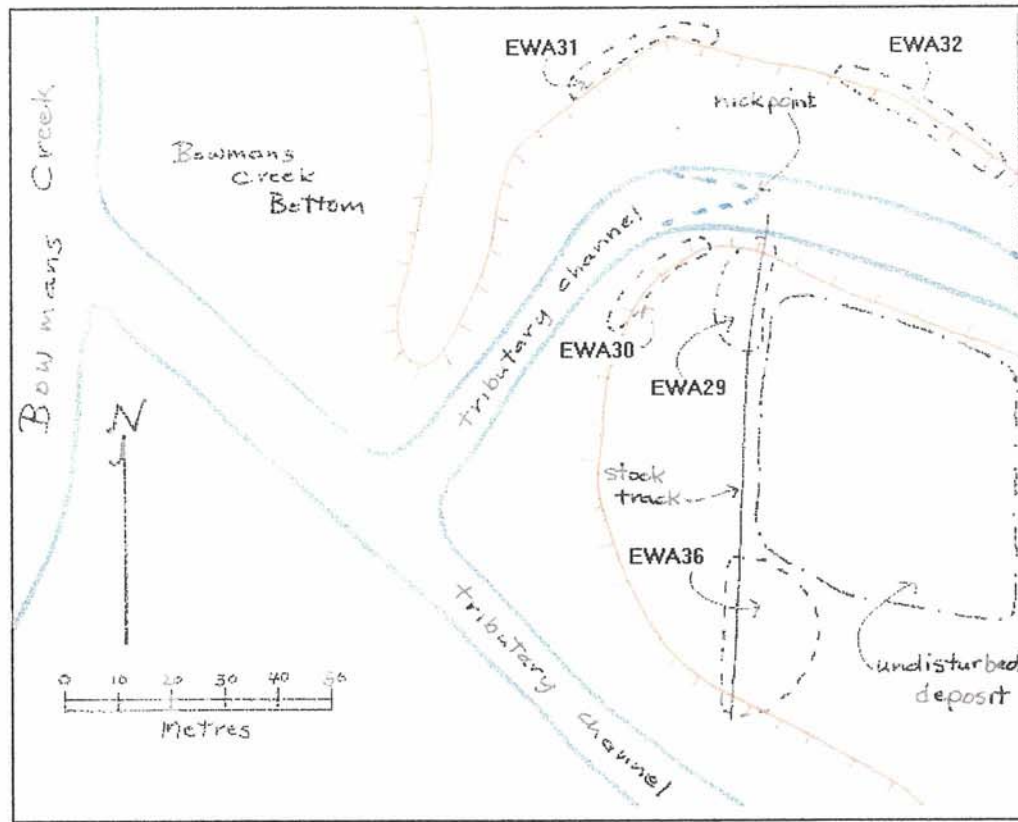 EWA31
EWA32
nickpoint
Bowmans Creek
Bowmans
Creek
Bottom
tributary channel
EWA30
EWA29
stock
track
EWA36
N
undisturbed
deposit
tributary channel
0 10 20 30 40 50
Metres